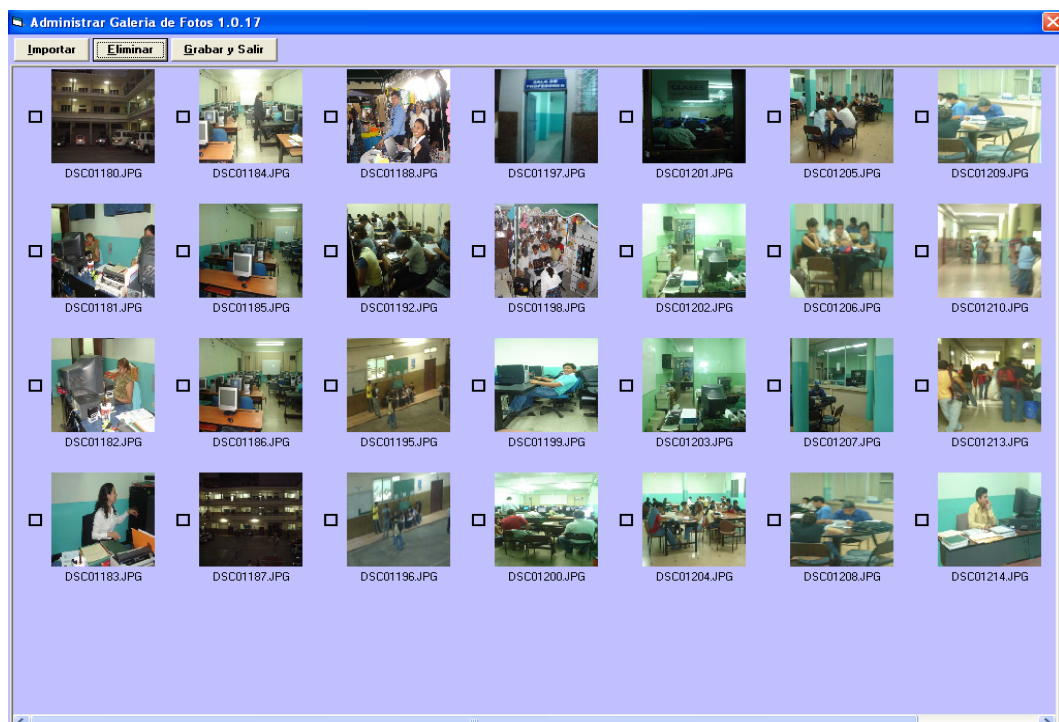 Administrar Galeria de Fotos 1.0.17
Importar Eliminar Grabar y Salir
SALA DE
PROFESORES
DSC01180.JPG DSC01184.JPG DSC01188.JPG DSC01197.JPG DSC01201.JPG DSC01205.JPG DSC01209.JPG
DSC01181.JPG DSC01185.JPG DSC01192.JPG DSC01198.JPG DSC01202.JPG DSC01206.JPG DSC01210.JPG
DSC01182.JPG DSC01186.JPG DSC01195.JPG DSC01199.JPG DSC01203.JPG DSC01207.JPG DSC01213.JPG
DSC01183.JPG DSC01187.JPG DSC01196.JPG DSC01200.JPG DSC01204.JPG DSC01208.JPG DSC01214.JPG